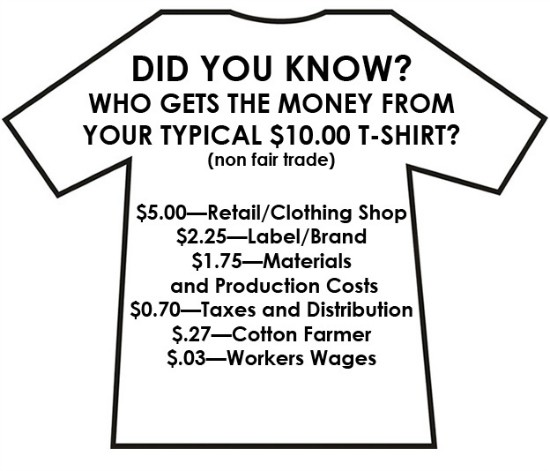 DID YOU KNOW?
WHO GETS THE MONEY FROM
YOUR TYPICAL $10.00 T-SHIRT?
(non fair trade)
$5.00—Retail/Clothing Shop
$2.25—Label/Brand
$1.75—Materials
and Production Costs
$0.70—Taxes and Distribution
$.27—Cotton Farmer
$.03—Workers Wages